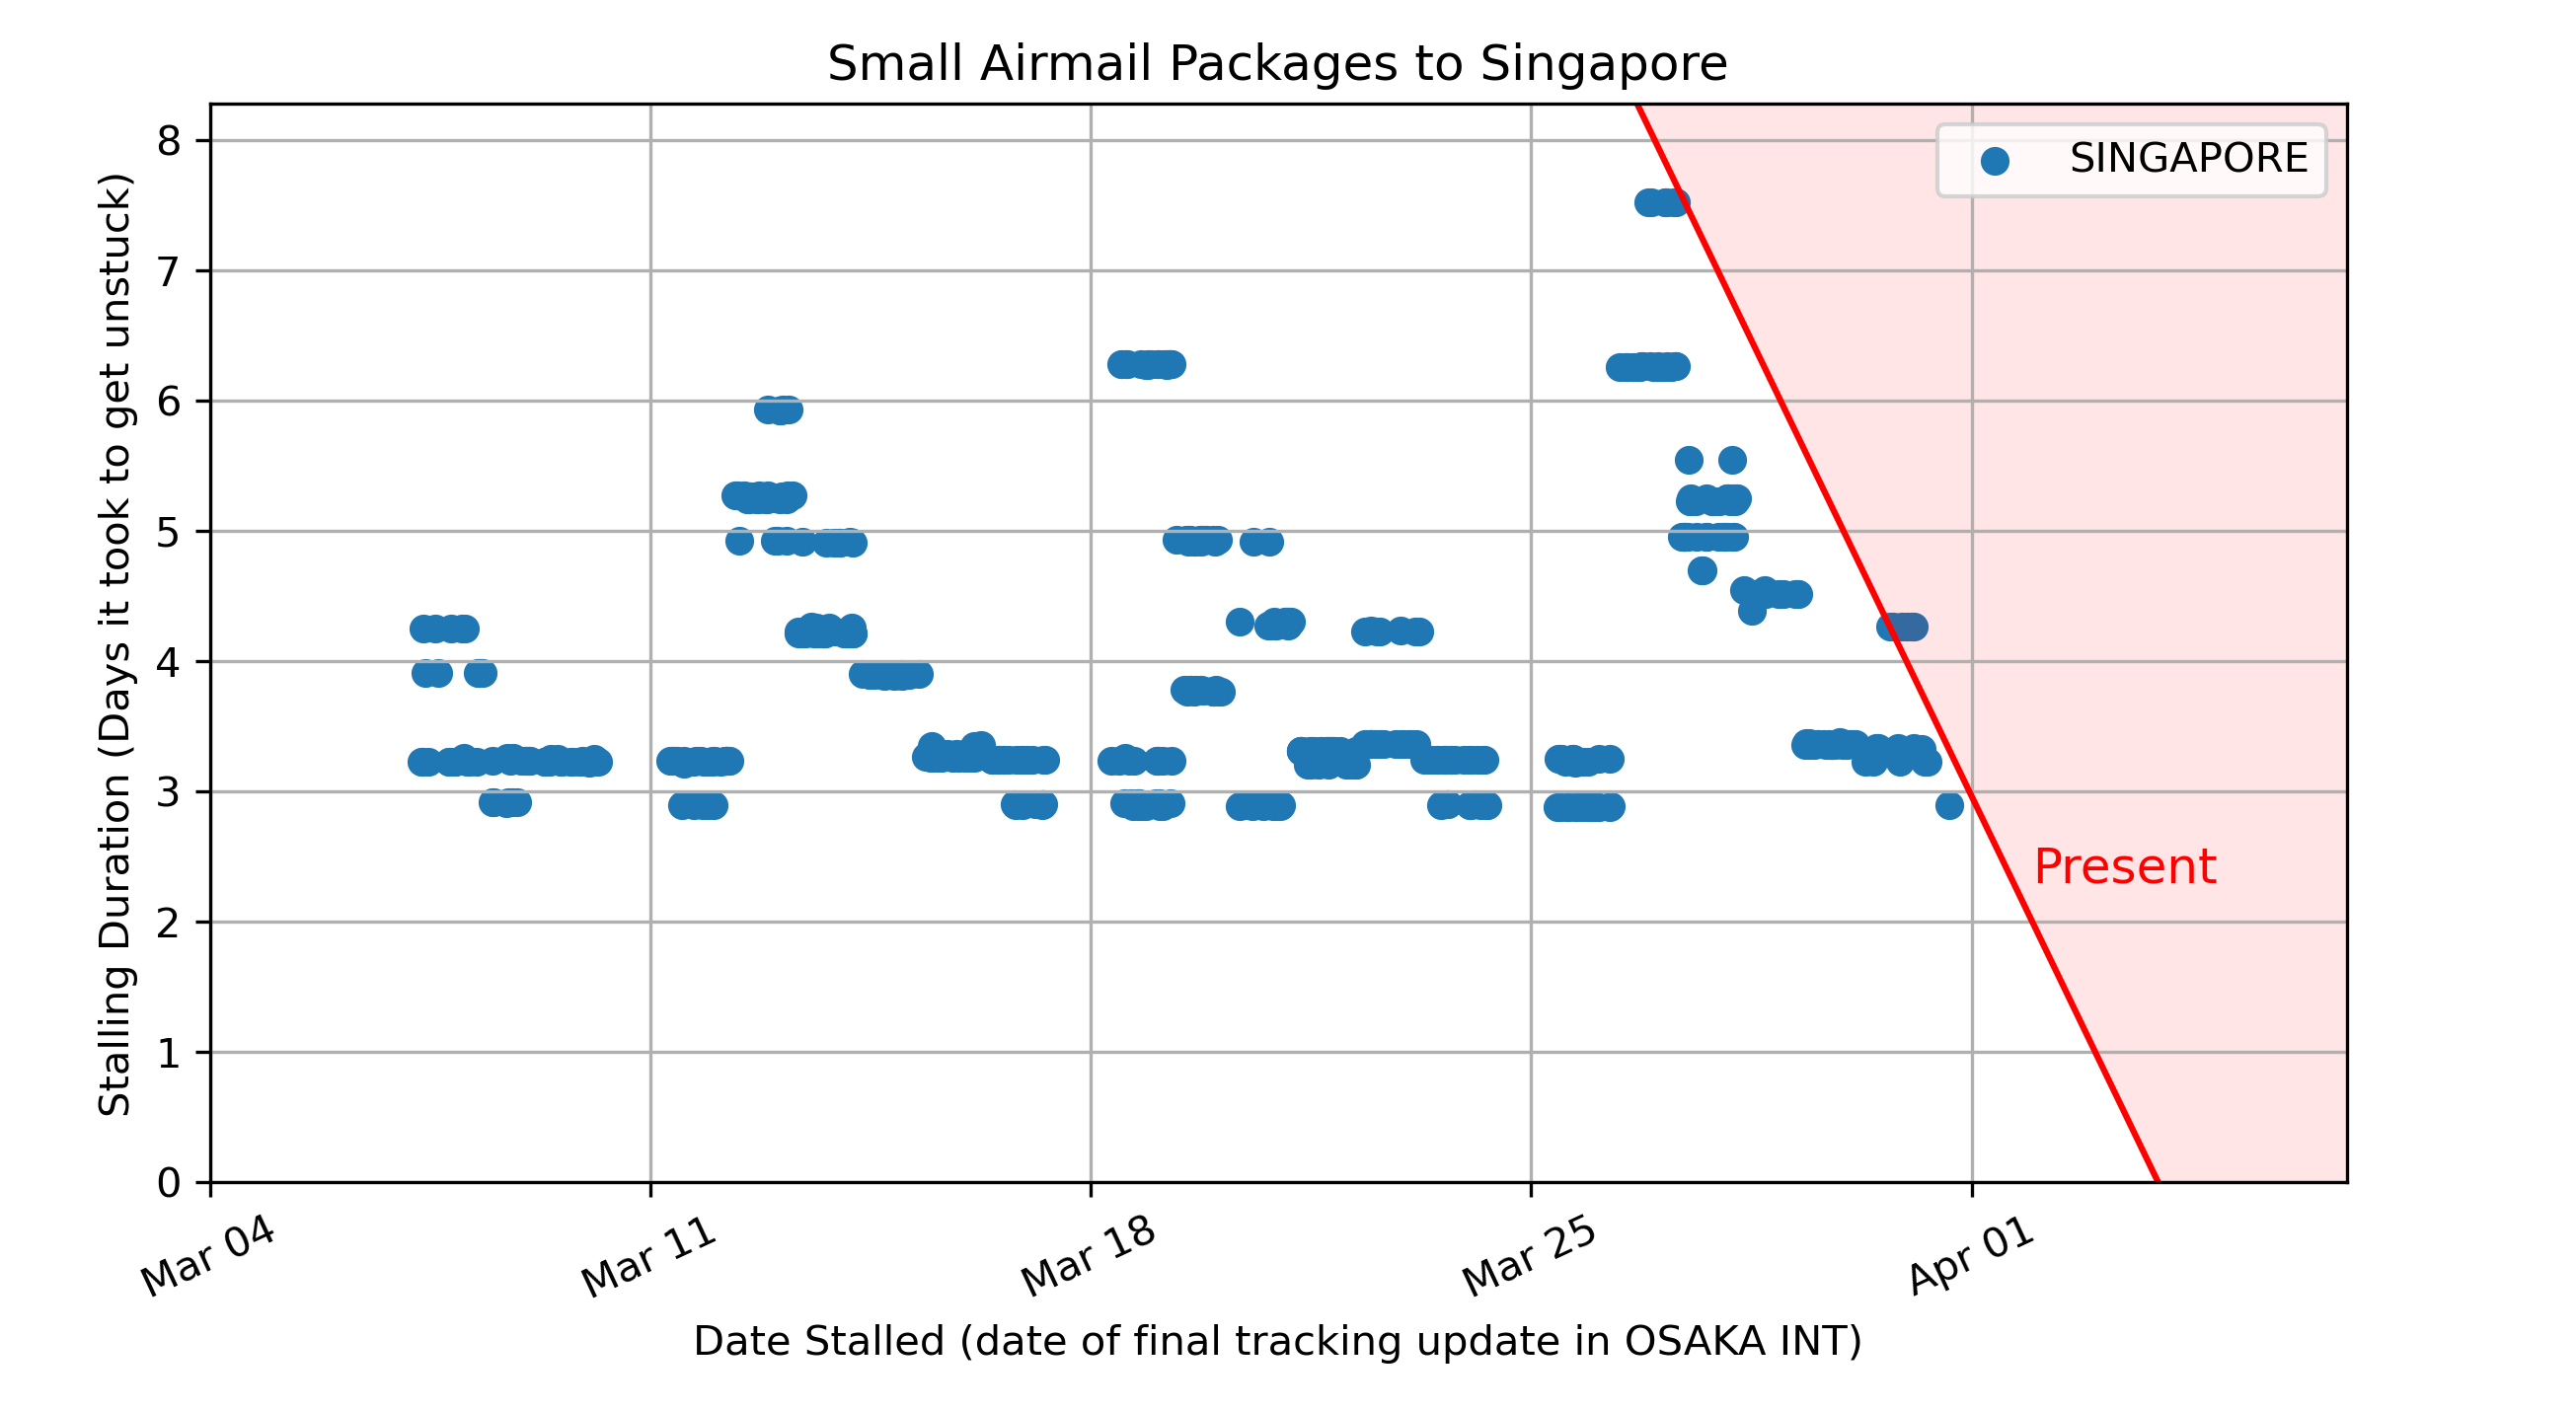 Small Airmail Packages to Singapore
SINGAPORE
Stalling Duration (Days it took to get unstuck)
8
7
6
5
4
3
2
1
0
Present
Mar 04
Mar 11
Mar 18
Mar 25
Apr 01
Date Stalled (date of final tracking update in OSAKA INT)